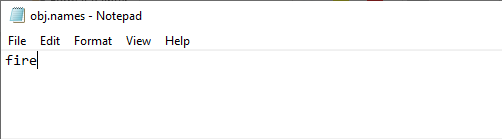 obj.names - Notepad
File Edit Format View Help
fire